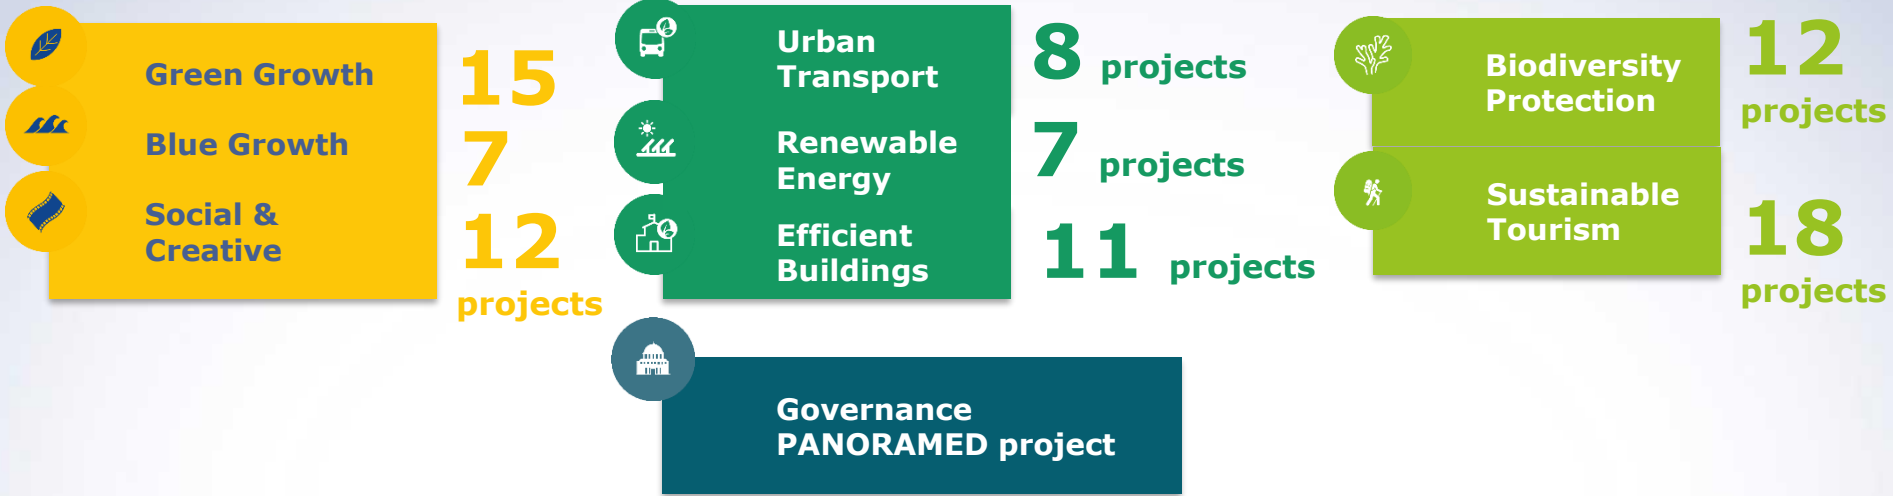 Green Growth
15
Blue Growth
7
Social &
Creative
12
projects
Urban
Transport
8 projects
Renewable
Energy
7 projects
Efficient
Buildings
11 projects
Biodiversity
Protection
12
projects
Sustainable
Tourism
18
projects
Governance
PANORAMED project